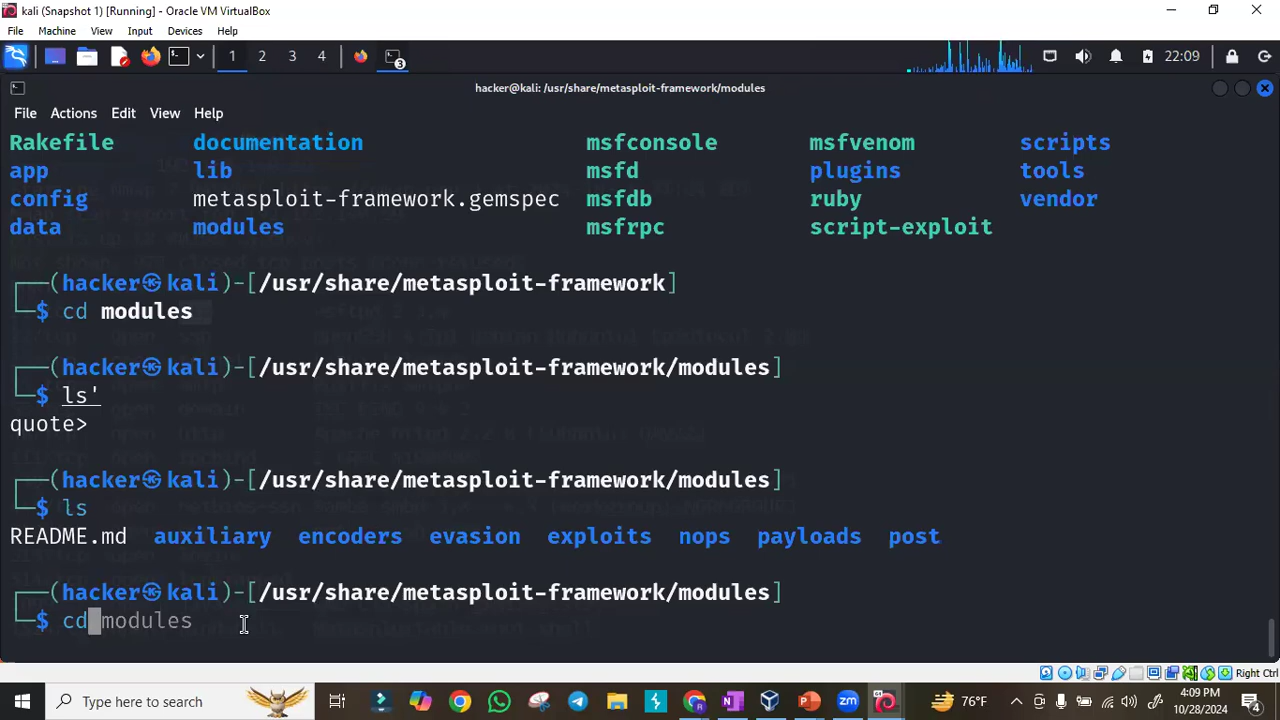 kali (Snapshot 1) [Running] - Oracle VM VirtualBox
File Machine View Input Devices Help
1 2 3 4 3 22:09
hacker@kali: /usr/share/metasploit-framework/modules
File Actions Edit View Help
Rakefile documentation msfconsole msfvenom scripts
app lib msfd plugins tools
config metasploit-framework.gemspec msfdb ruby vendor
data modules msfrpc script-exploit
┌──(hacker㉿kali)-[/usr/share/metasploit-framework]
└─$ cd modules
┌──(hacker㉿kali)-[/usr/share/metasploit-framework/modules]
└─$ ls'
quote>
┌──(hacker㉿kali)-[/usr/share/metasploit-framework/modules]
└─$ ls
README.md auxiliary encoders evasion exploits nops payloads post
┌──(hacker㉿kali)-[/usr/share/metasploit-framework/modules]
└─$ cd modules
Right Ctrl
Type here to search 76°F 4:09 PM
10/28/2024 4